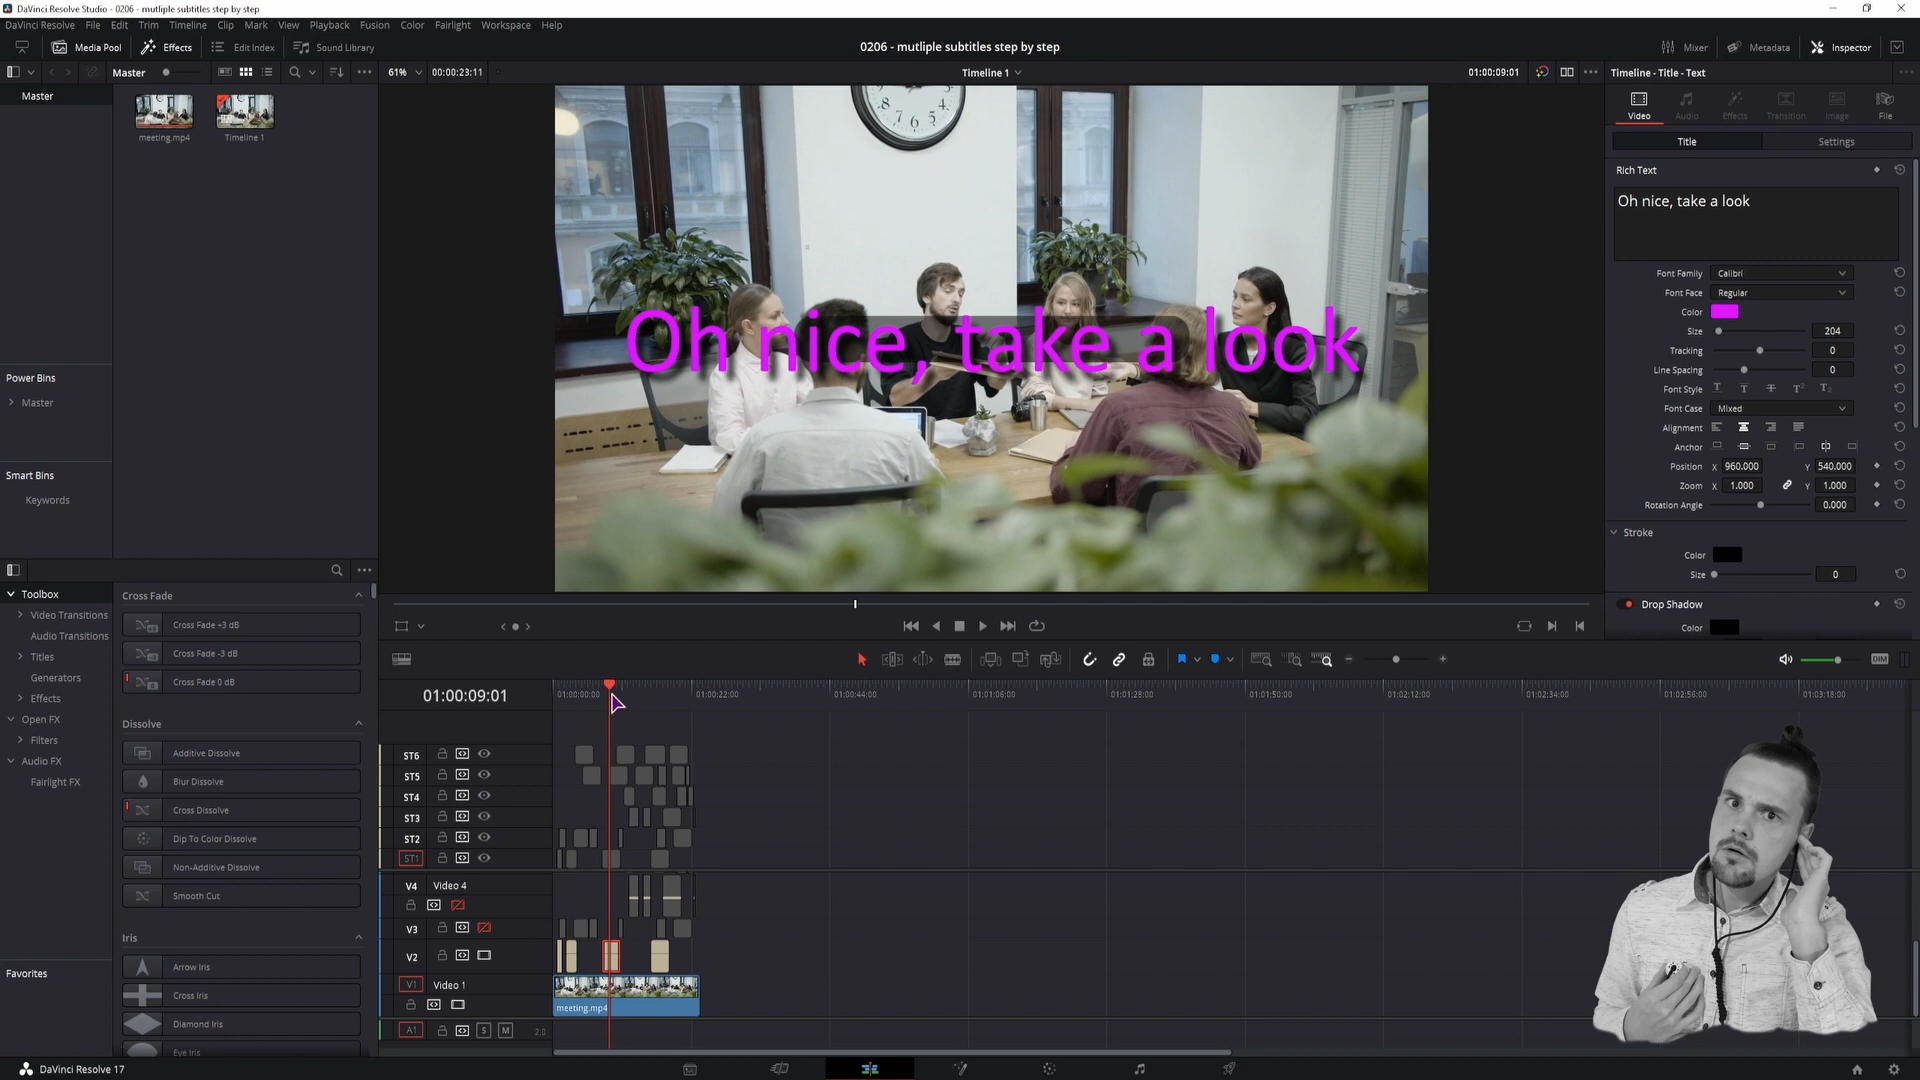 DaVinci Resolve Studio - 0206 - mutliple subtitles step by step
DaVinci Resolve File Edit Trim Timeline Clip Mark View Playback Fusion Color Fairlight Workspace Help
Media Pool Effects Edit Index Sound Library 0206 - mutliple subtitles step by step Mixer Metadata Inspector
Master 61% 00:00:23:11 Timeline 1 01:00:09:01 Timeline - Title - Text
Master
meeting.mp4 Timeline 1
Video Audio Effects Transition Image File
Title Settings
Rich Text
Oh nice, take a look
Font Family Calibri
Font Face Regular
Color
Size 204
Tracking 0
Line Spacing 0
Font Style
Font Case Mixed
Alignment
Anchor
Position X 960.000 Y 540.000
Zoom X 1.000 Y 1.000
Rotation Angle 0.000
Stroke
Color
Size 0
Drop Shadow
Color
Oh nice, take a look
Power Bins
Master
Smart Bins
Keywords
Toolbox
Video Transitions
Audio Transitions
Titles
Generators
Effects
Open FX
Filters
Audio FX
Fairlight FX
Favorites
Cross Fade
Cross Fade +3 dB
Cross Fade -3 dB
Cross Fade 0 dB
Dissolve
Additive Dissolve
Blur Dissolve
Cross Dissolve
Dip To Color Dissolve
Non-Additive Dissolve
Smooth Cut
Iris
Arrow Iris
Cross Iris
Diamond Iris
Eye Iris
DIM
01:00:09:01
01:00:00:00 01:00:22:00 01:00:44:00 01:01:06:00 01:01:28:00 01:01:50:00 01:02:12:00 01:02:34:00 01:02:56:00 01:03:18:00
ST6
ST5
ST4
ST3
ST2
ST1
V4 Video 4
V3
V2
V1 Video 1
meeting.mp4
A1 S M 2.0
DaVinci Resolve 17